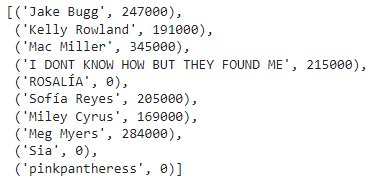 [('Jake Bugg', 247000),
('Kelly Rowland', 191000),
('Mac Miller', 345000),
('I DONT KNOW HOW BUT THEY FOUND ME', 215000),
('ROSALÍA', 0),
('Sofía Reyes', 205000),
('Miley Cyrus', 169000),
('Meg Myers', 284000),
('Sia', 0),
('pinkpantheress', 0)]